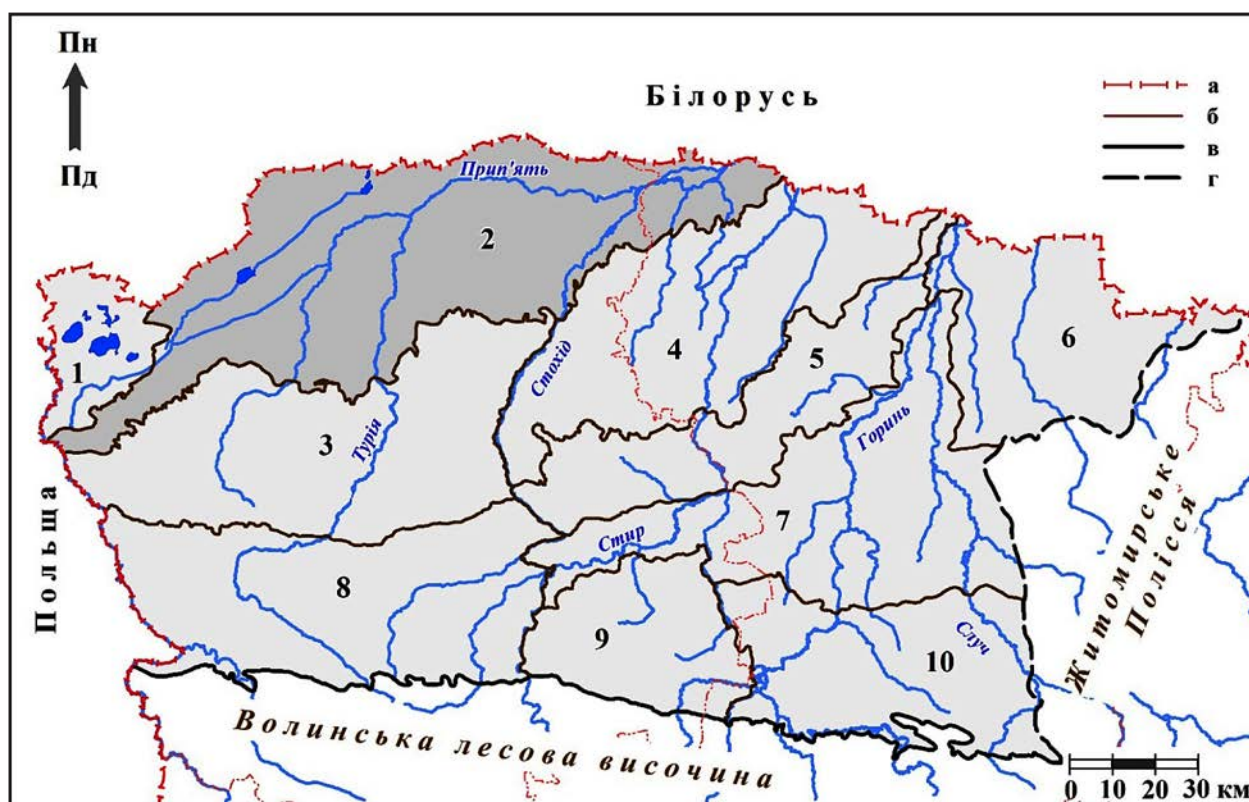 Пн
Пд
Білорусь
а
б
в
г
Прип'ять
2
1
6
4
5
Стохід
3
Турія
Горинь
Польща
7
Стир
8
9
10
Случ
Житомирське
Полісся
Волинська лесова височина
0 10 20 30 км